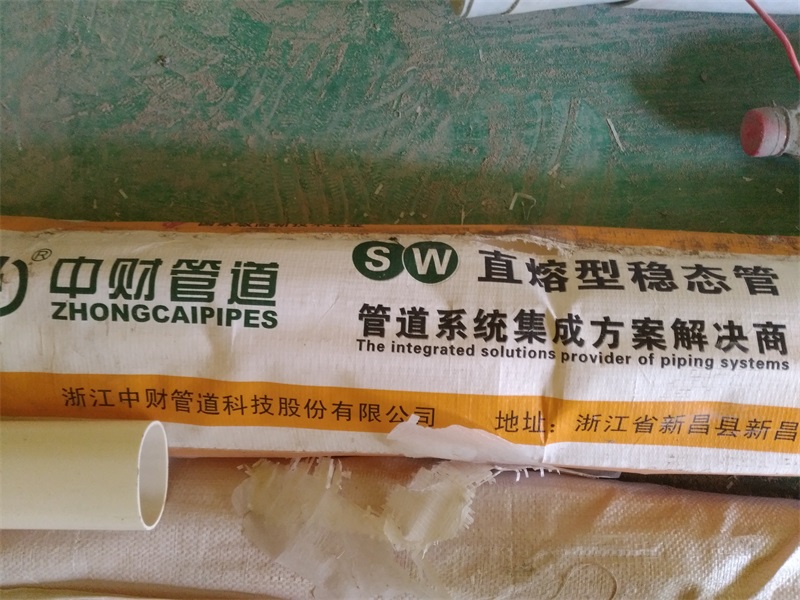 ® 中财管道
ZHONGCAIPIPES
SW 直熔型稳态管
管道系统集成方案解决商
The integrated solutions provider of piping systems
浙江中财管道科技股份有限公司 地址：浙江省新昌县新昌